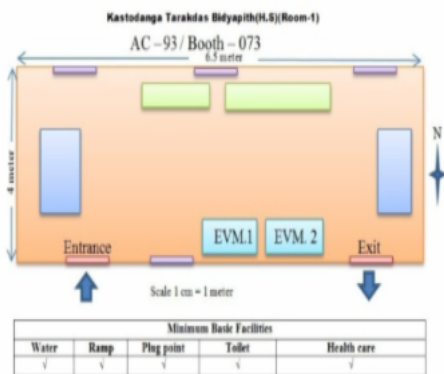 Kastodanga Tarakdas Bidyapith(H.S)(Room-1)
AC – 93 / Booth – 073
6.5 meter
4 meter
N
EVM.1 EVM. 2
Entrance Exit
Scale 1 cm = 1 meter
Minimum Basic Facilities
Water Ramp Plug point Toilet Health care
√ √ √ √ √